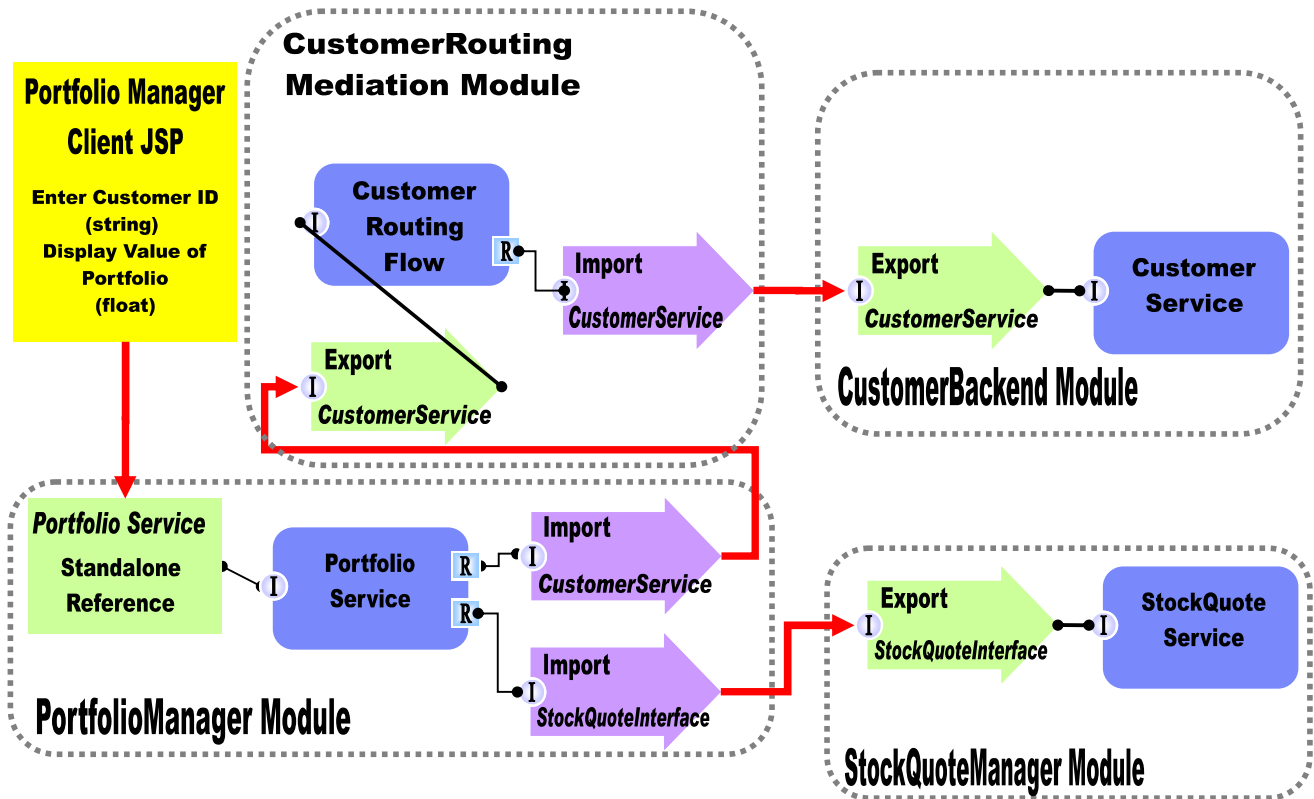 CustomerRouting
Mediation Module
Portfolio Manager
Client JSP
Enter Customer ID
(string)
Display Value of
Portfolio
(float)
Customer
Routing
Flow
I
R
Import
I
CustomerService
Export
I
CustomerService
Export
I
CustomerService
Customer
Service
I
CustomerBackend Module
Portfolio Service
Standalone
Reference
Portfolio
Service
I
R
R
Import
I
CustomerService
Import
I
StockQuoteInterface
PortfolioManager Module
Export
I
StockQuoteInterface
StockQuote
Service
I
StockQuoteManager Module